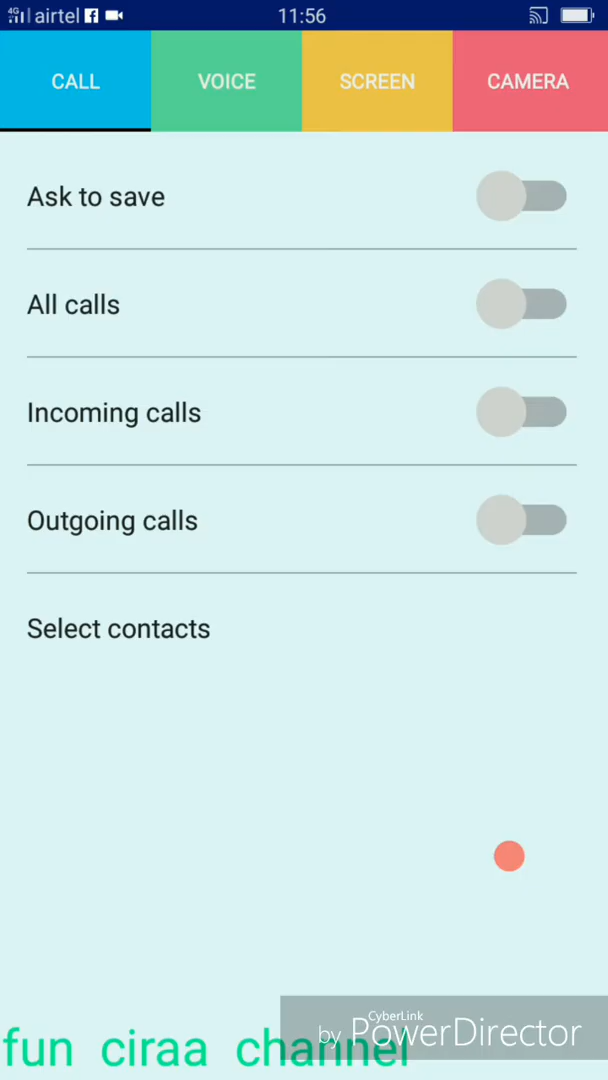 4G airtel 11:56
CALL VOICE SCREEN CAMERA
Ask to save
All calls
Incoming calls
Outgoing calls
Select contacts
CyberLink
by PowerDirector
fun ciraa channel